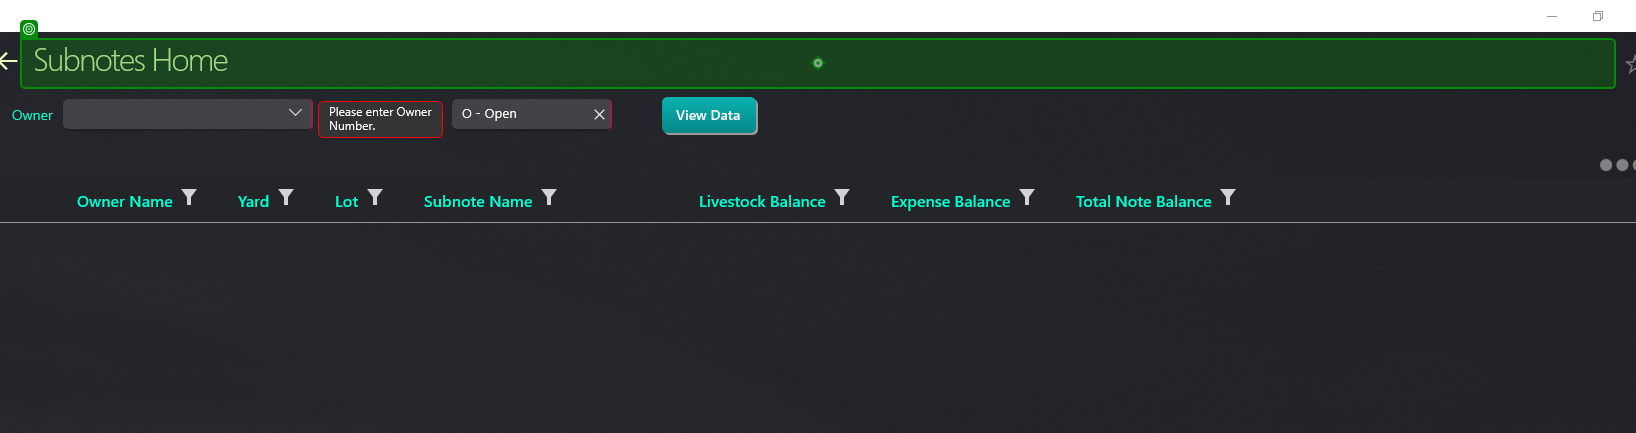 Subnotes Home
Owner
Please enter Owner
Number.
O - Open
View Data
Owner Name
Yard
Lot
Subnote Name
Livestock Balance
Expense Balance
Total Note Balance